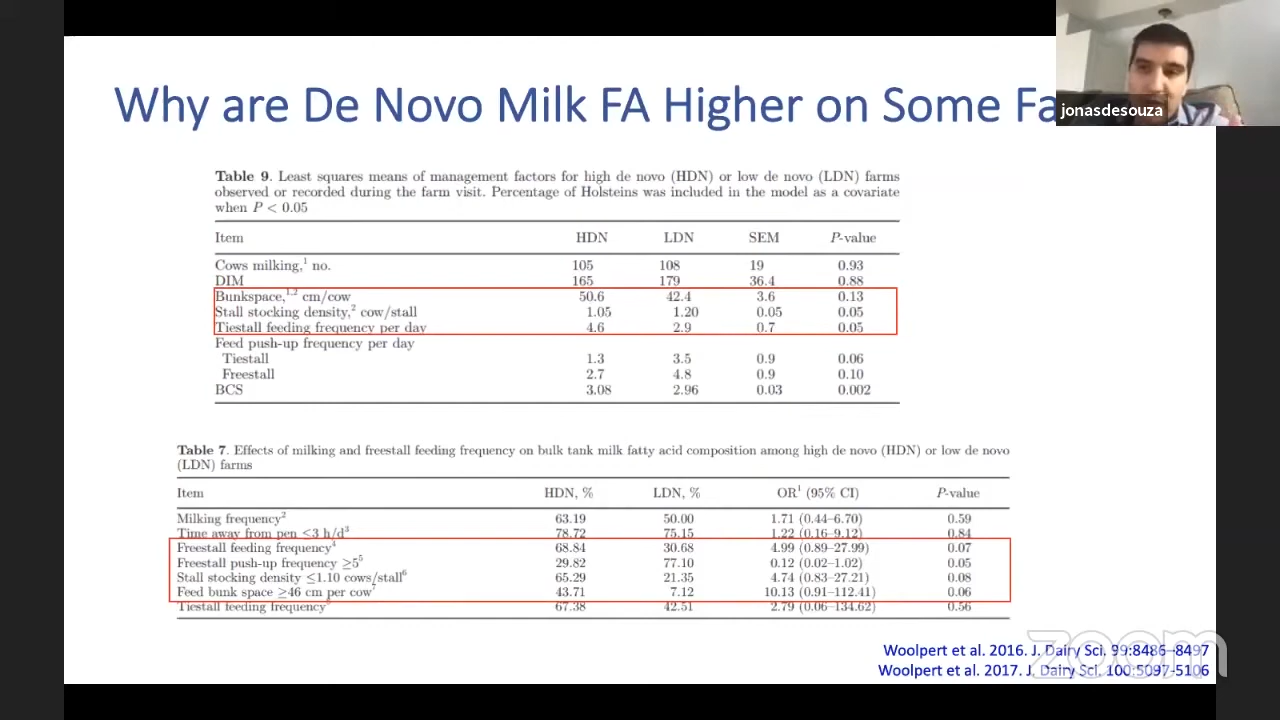 Why are De Novo Milk FA Higher on Some Fa
jonasdesouza
Table 9. Least squares means of management factors for high de novo (HDN) or low de novo (LDN) farms
observed or recorded during the farm visit. Percentage of Holsteins was included in the model as a covariate
when P < 0.05
Item HDN LDN SEM P-value
Cows milking,1 no. 105 108 19 0.93
DIM 165 179 36.4 0.88
Bunkspace,1,2 cm/cow 50.6 42.4 3.6 0.13
Stall stocking density,2 cow/stall 1.05 1.20 0.05 0.05
Tiestall feeding frequency per day 4.6 2.9 0.7 0.05
Feed push-up frequency per day
Tiestall 1.3 3.5 0.9 0.06
Freestall 2.7 4.8 0.9 0.10
BCS 3.08 2.96 0.03 0.002
Table 7. Effects of milking and freestall feeding frequency on bulk tank milk fatty acid composition among high de novo (HDN) or low de novo
(LDN) farms
Item HDN, % LDN, % OR1 (95% CI) P-value
Milking frequency2 63.19 50.00 1.71 (0.44–6.70) 0.59
Time away from pen ≤3 h/d3 78.72 75.15 1.22 (0.16–9.12) 0.84
Freestall feeding frequency4 68.84 30.68 4.99 (0.89–27.99) 0.07
Freestall push-up frequency ≥55 29.82 77.10 0.12 (0.02–1.02) 0.05
Stall stocking density ≤1.10 cows/stall6 65.29 21.35 4.74 (0.83–27.21) 0.08
Feed bunk space ≥46 cm per cow7 43.71 7.12 10.13 (0.91–112.41) 0.06
Tiestall feeding frequency 67.38 42.51 2.79 (0.06–134.62) 0.56
Woolpert et al. 2016. J. Dairy Sci. 99:8486–8497
Woolpert et al. 2017. J. Dairy Sci. 100:5097-5106
zoom